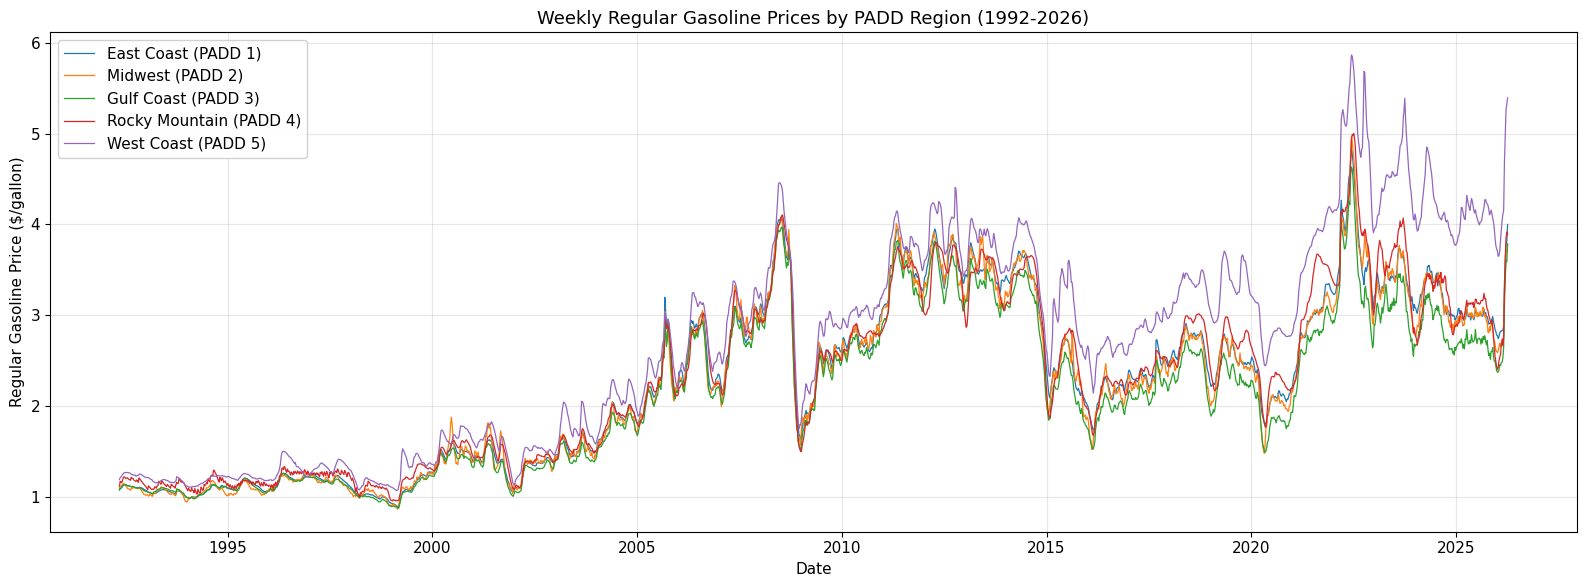 Weekly Regular Gasoline Prices by PADD Region (1992-2026)
East Coast (PADD 1)
Midwest (PADD 2)
Gulf Coast (PADD 3)
Rocky Mountain (PADD 4)
West Coast (PADD 5)
Regular Gasoline Price ($/gallon)
6
5
4
3
2
1
1995
2000
2005
2010
2015
2020
2025
Date